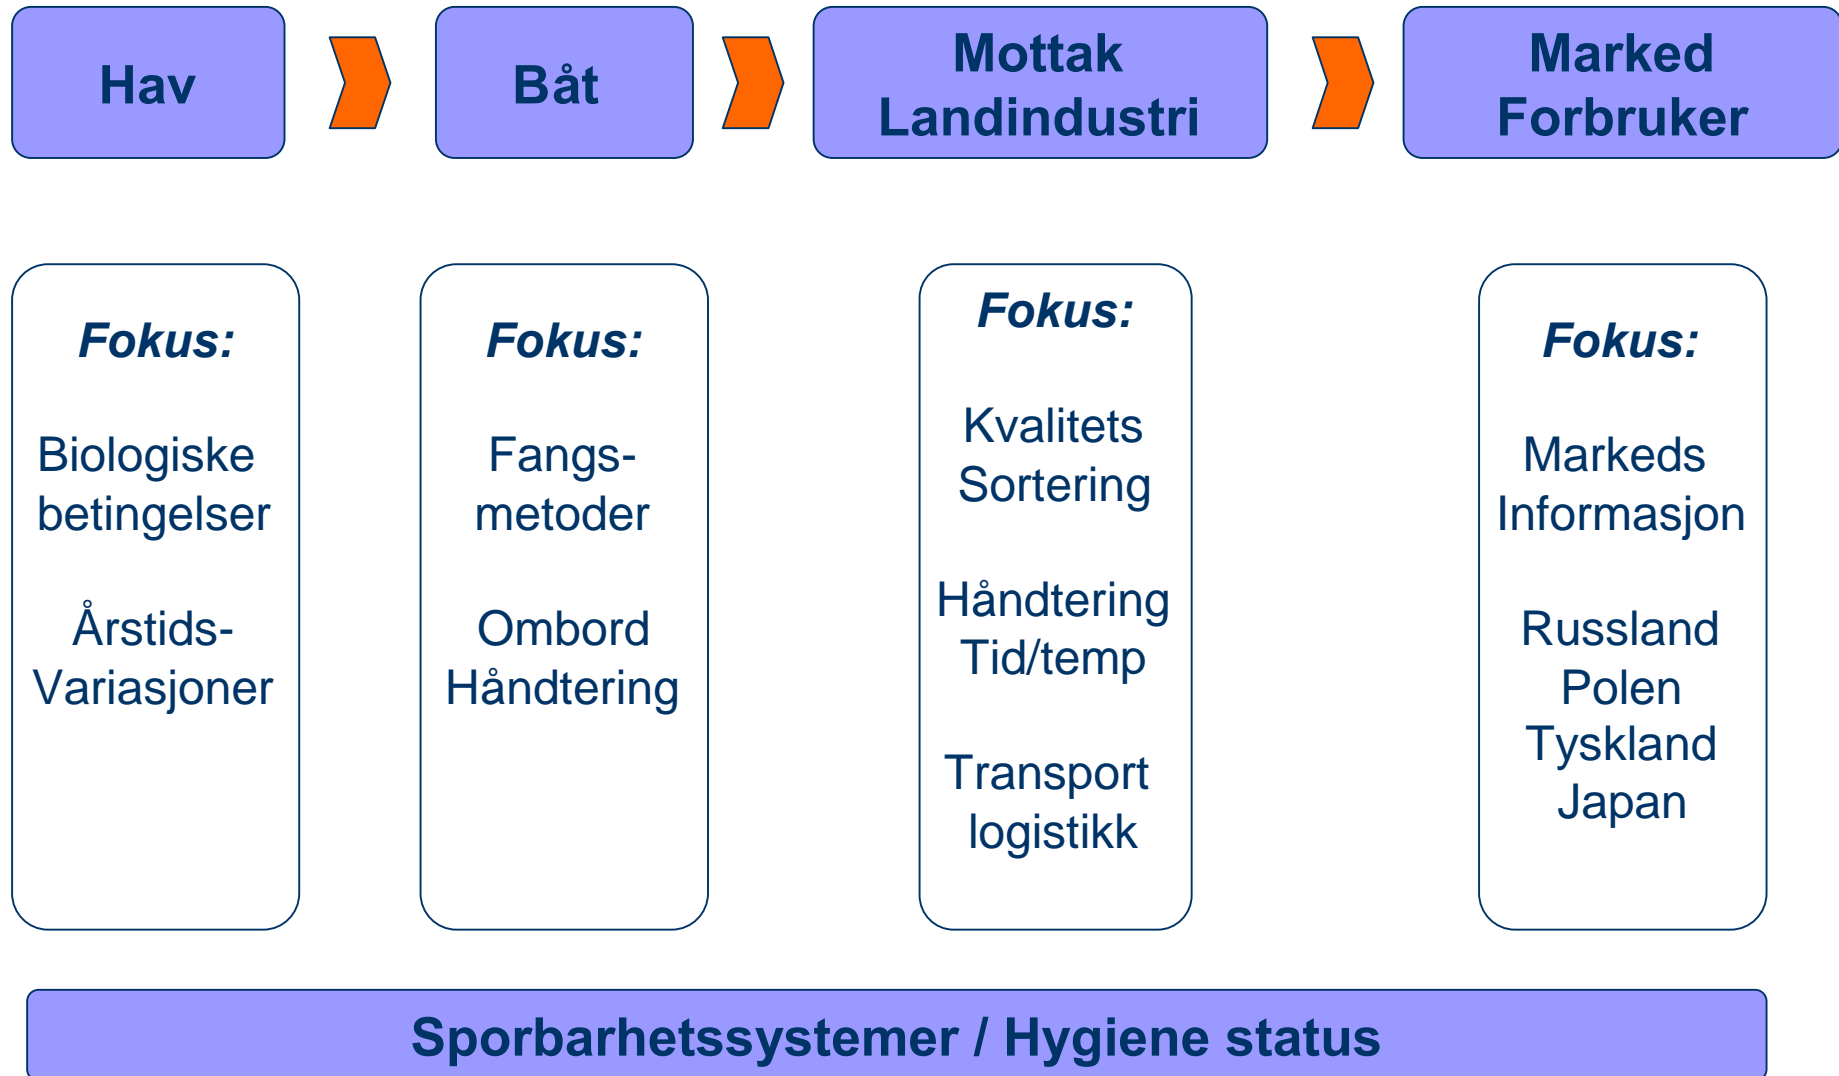 Hav
Båt
Mottak
Landindustri
Marked
Forbruker
Fokus:
Biologiske
betingelser
Årstids-
Variasjoner
Fokus:
Fangs-
metoder
Ombord
Håndtering
Fokus:
Kvalitets
Sortering
Håndtering
Tid/temp
Transport
logistikk
Fokus:
Markeds
Informasjon
Russland
Polen
Tyskland
Japan
Sporbarhetssystemer / Hygiene status